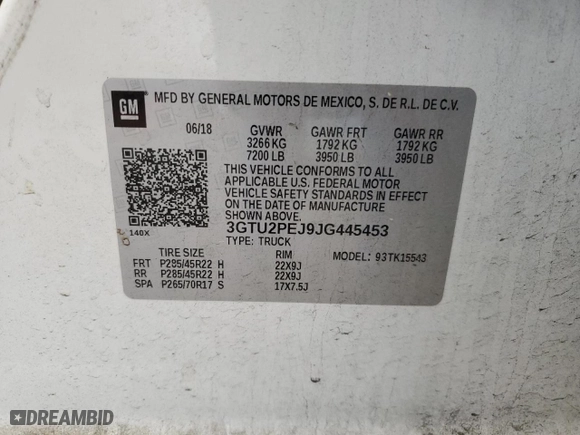 GM
MFD BY GENERAL MOTORS DE MEXICO, S. DE R.L. DE C.V.
06/18 GVWR GAWR FRT GAWR RR
3266 KG 1792 KG 1792 KG
7200 LB 3950 LB 3950 LB
THIS VEHICLE CONFORMS TO ALL
APPLICABLE U.S. FEDERAL MOTOR
VEHICLE SAFETY STANDARDS IN EFFECT
ON THE DATE OF MANUFACTURE
SHOWN ABOVE.
140X
3GTU2PEJ9JG445453
TYPE: TRUCK
TIRE SIZE RIM MODEL: 93TK15543
FRT P285/45R22 H 22X9J
RR P285/45R22 H 22X9J
SPA P265/70R17 S 17X7.5J
DREAMBID